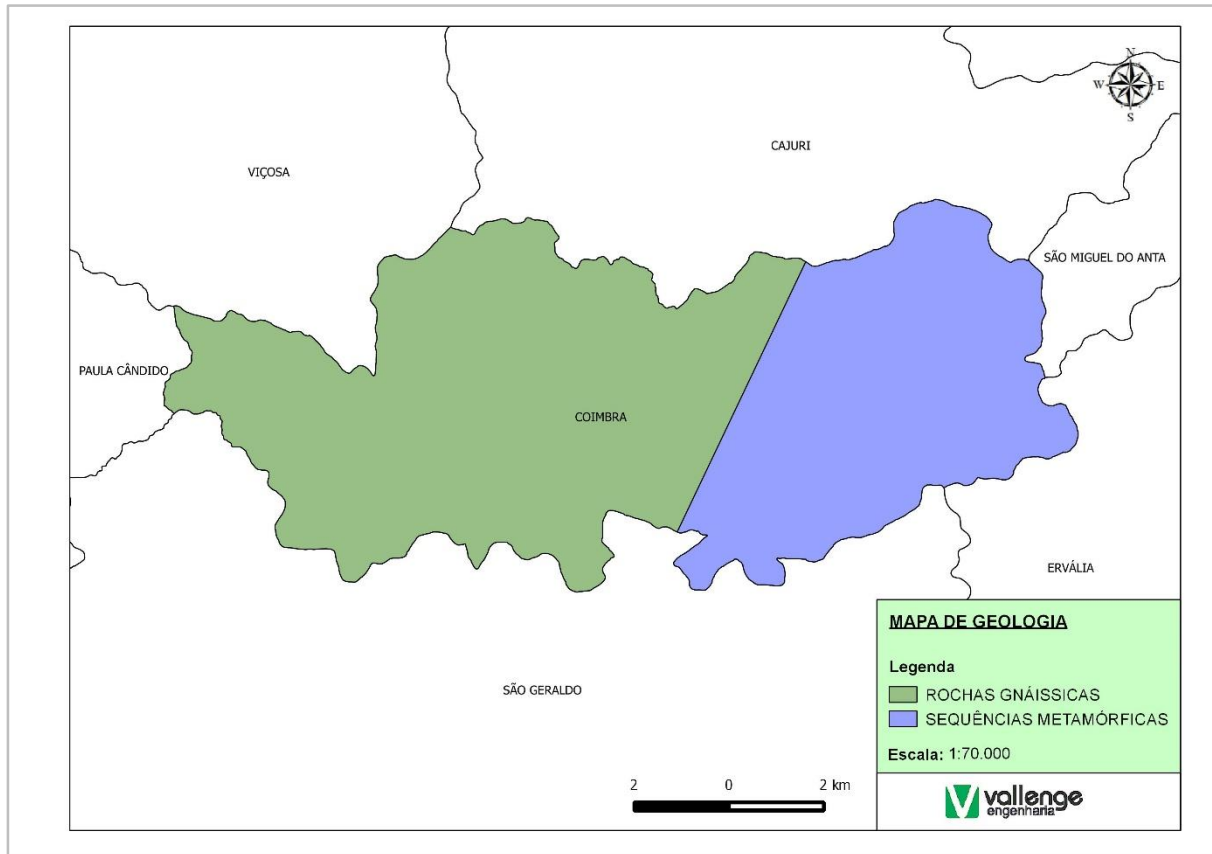 N
W E
S
CAJURI
VIÇOSA
SÃO MIGUEL DO ANTA
PAULA CÂNDIDO
COIMBRA
ERVÁLIA
SÃO GERALDO
MAPA DE GEOLOGIA
Legenda
ROCHAS GNÁISSICAS
SEQUÊNCIAS METAMÓRFICAS
Escala: 1:70.000
2 0 2 km
vallenge
engenharia